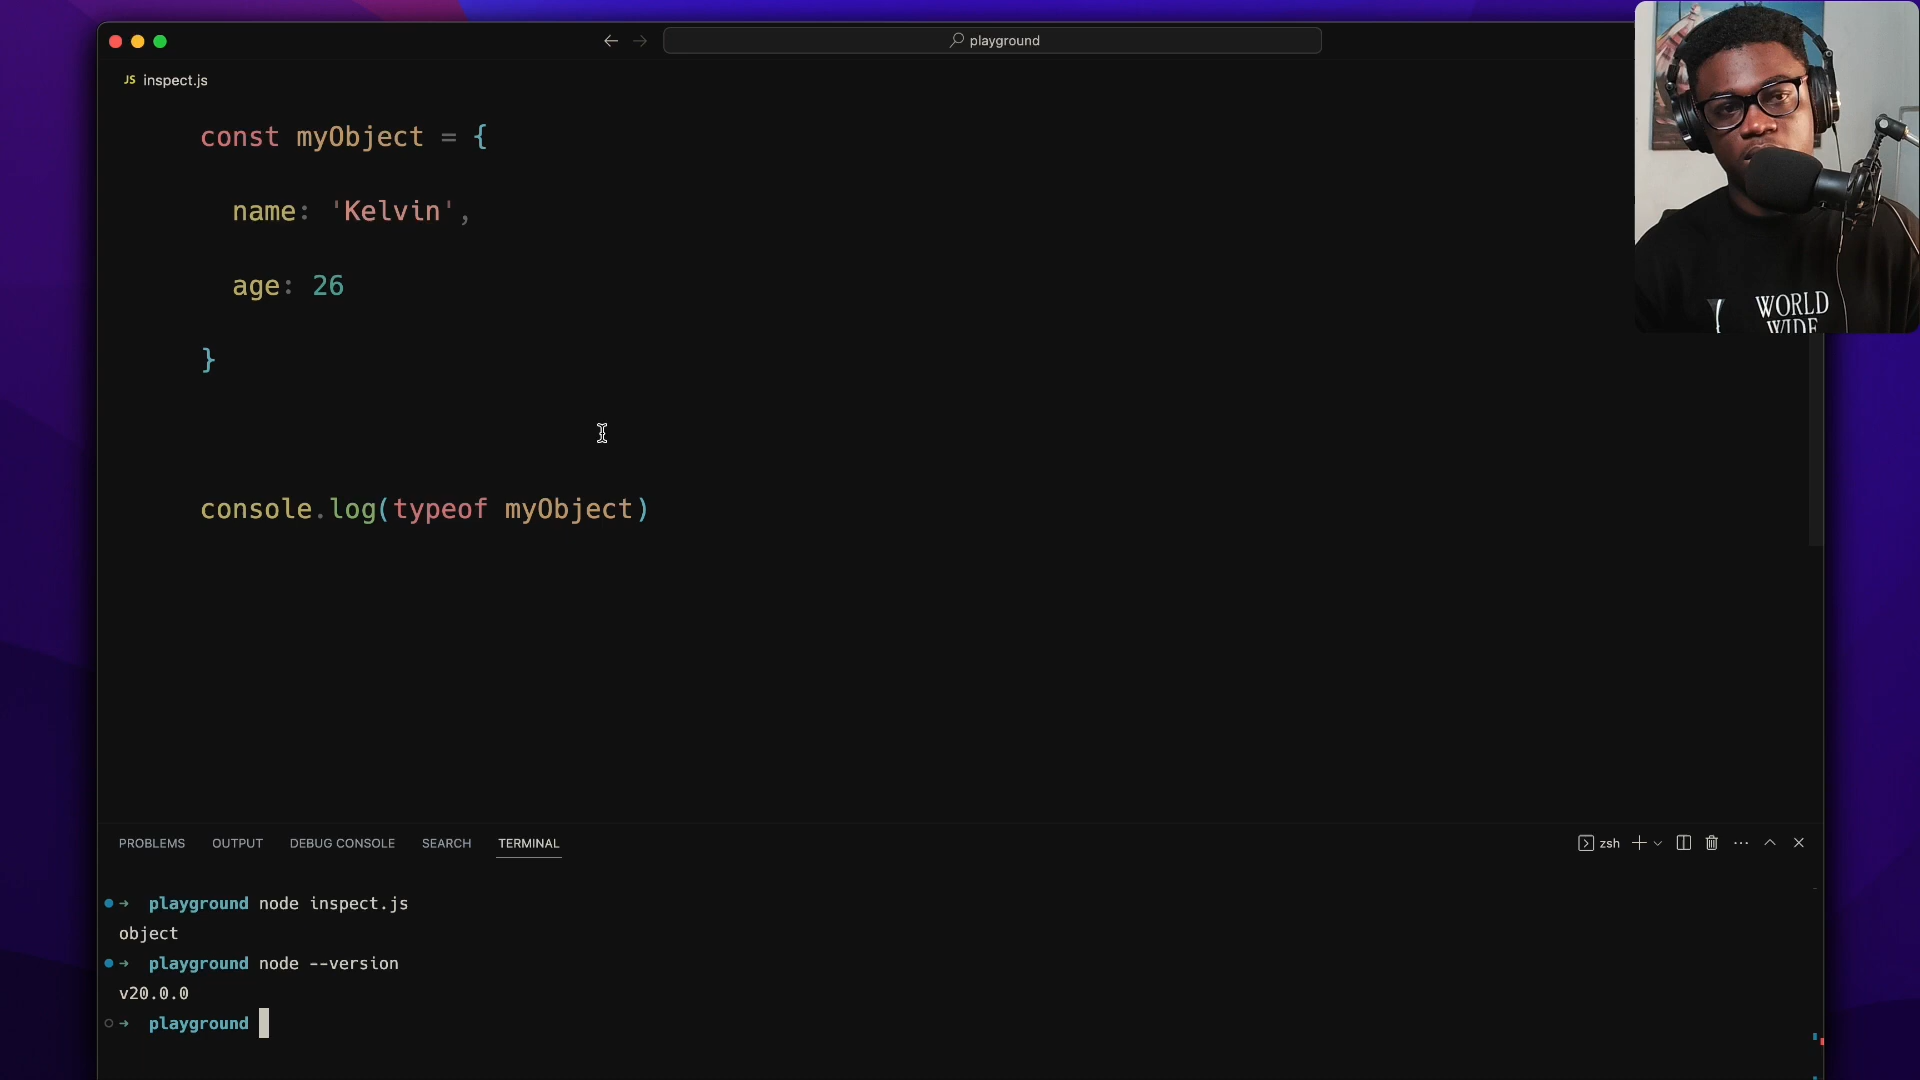 playground
JS inspect.js
const myObject = {
name: 'Kelvin',
age: 26
}
console.log(typeof myObject)
WORLD
WIDE
PROBLEMS OUTPUT DEBUG CONSOLE SEARCH TERMINAL
zsh
→ playground node inspect.js
object
→ playground node --version
v20.0.0
→ playground